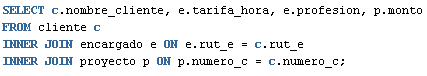 SELECT c.nombre_cliente, e.tarifa_hora, e.profesion, p.monto
FROM cliente c
INNER JOIN encargado e ON e.rut_e = c.rut_e
INNER JOIN proyecto p ON p.numero_c = c.numero_c;